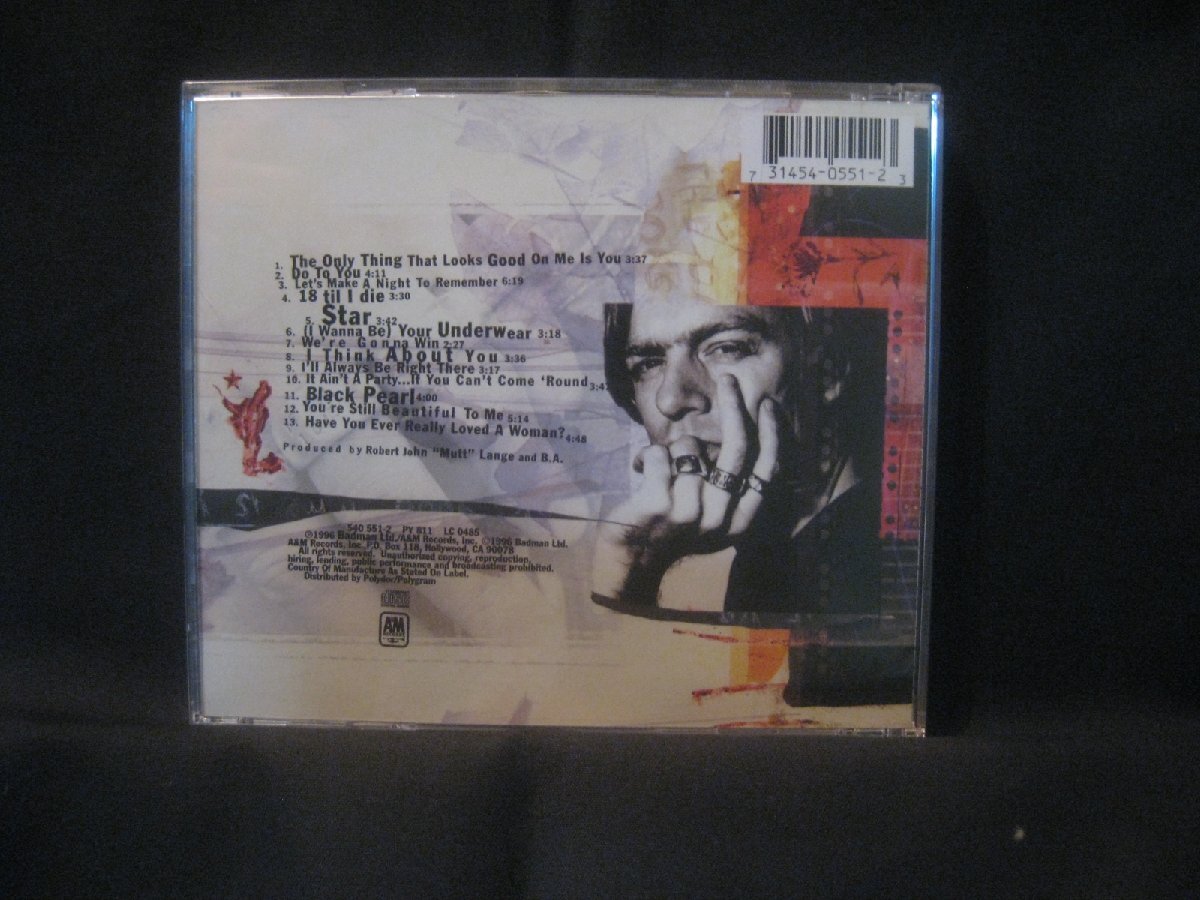 7 31454-0551-2 3
1. The Only Thing That Looks Good On Me Is You 3:37
2. Do To You 4:11
3. Let's Make A Night To Remember 6:19
4. 18 til I die 3:30
5. Star 3:42
6. (I Wanna Be) Your Underwear 3:18
7. We're Gonna Win 2:27
8. I Think About You 3:36
9. I'll Always Be Right There 3:17
10. It Ain't A Party...If You Can't Come 'Round 3:47
11. Black Pearl 4:00
12. You're Still Beautiful To Me 5:14
13. Have You Ever Really Loved A Woman? 4:48
Produced by Robert John "Mutt" Lange and B.A.
540 551-2 PY 811 LC 0485
℗1996 Badman Ltd./A&M Records, Inc. ©1996 Badman Ltd.
A&M Records, Inc. P.O. Box 118, Hollywood, CA 90078
All rights reserved. Unauthorized copying, reproduction,
hiring, lending, public performance and broadcasting prohibited.
Country Of Manufacture As Stated On Label.
Distributed by Polydor/Polygram
A&M